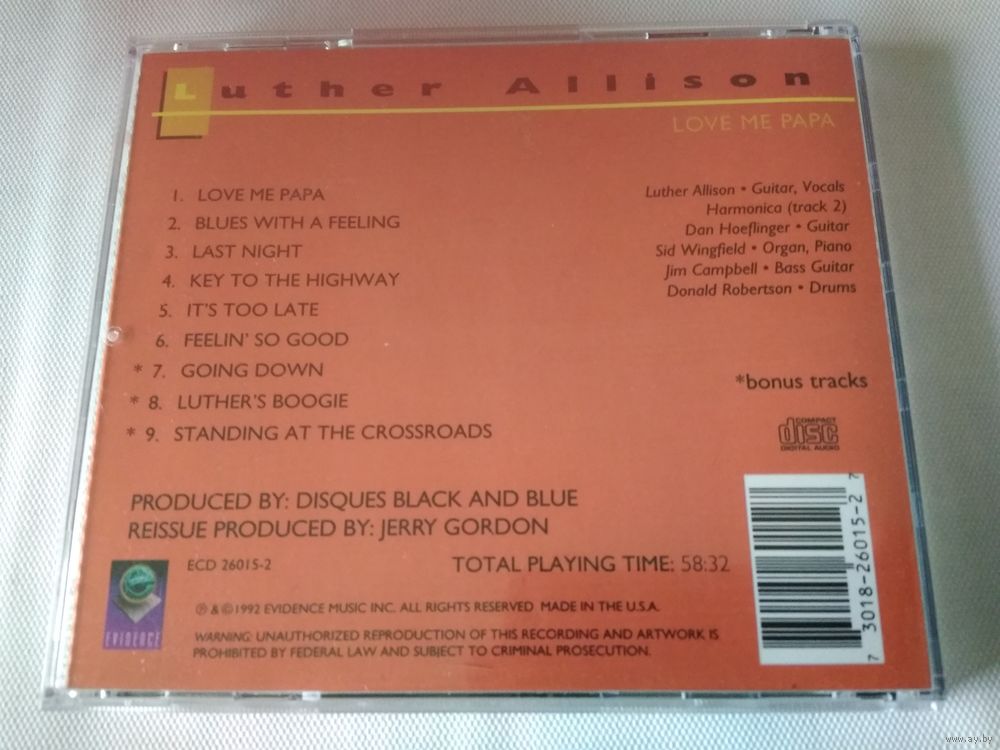 Luther Allison
LOVE ME PAPA
1. LOVE ME PAPA
2. BLUES WITH A FEELING
3. LAST NIGHT
4. KEY TO THE HIGHWAY
5. IT'S TOO LATE
6. FEELIN' SO GOOD
* 7. GOING DOWN
* 8. LUTHER'S BOOGIE
* 9. STANDING AT THE CROSSROADS
Luther Allison • Guitar, Vocals
Harmonica (track 2)
Dan Hoeflinger • Guitar
Sid Wingfield • Organ, Piano
Jim Campbell • Bass Guitar
Donald Robertson • Drums
*bonus tracks
COMPACT
disc
DIGITAL AUDIO
PRODUCED BY: DISQUES BLACK AND BLUE
REISSUE PRODUCED BY: JERRY GORDON
ECD 26015-2
TOTAL PLAYING TIME: 58:32
℗ & © 1992 EVIDENCE MUSIC INC. ALL RIGHTS RESERVED MADE IN THE U.S.A.
WARNING: UNAUTHORIZED REPRODUCTION OF THIS RECORDING AND ARTWORK IS
PROHIBITED BY FEDERAL LAW AND SUBJECT TO CRIMINAL PROSECUTION.
EVIDENCE
7 3018-26015-2 7
www.ay.by